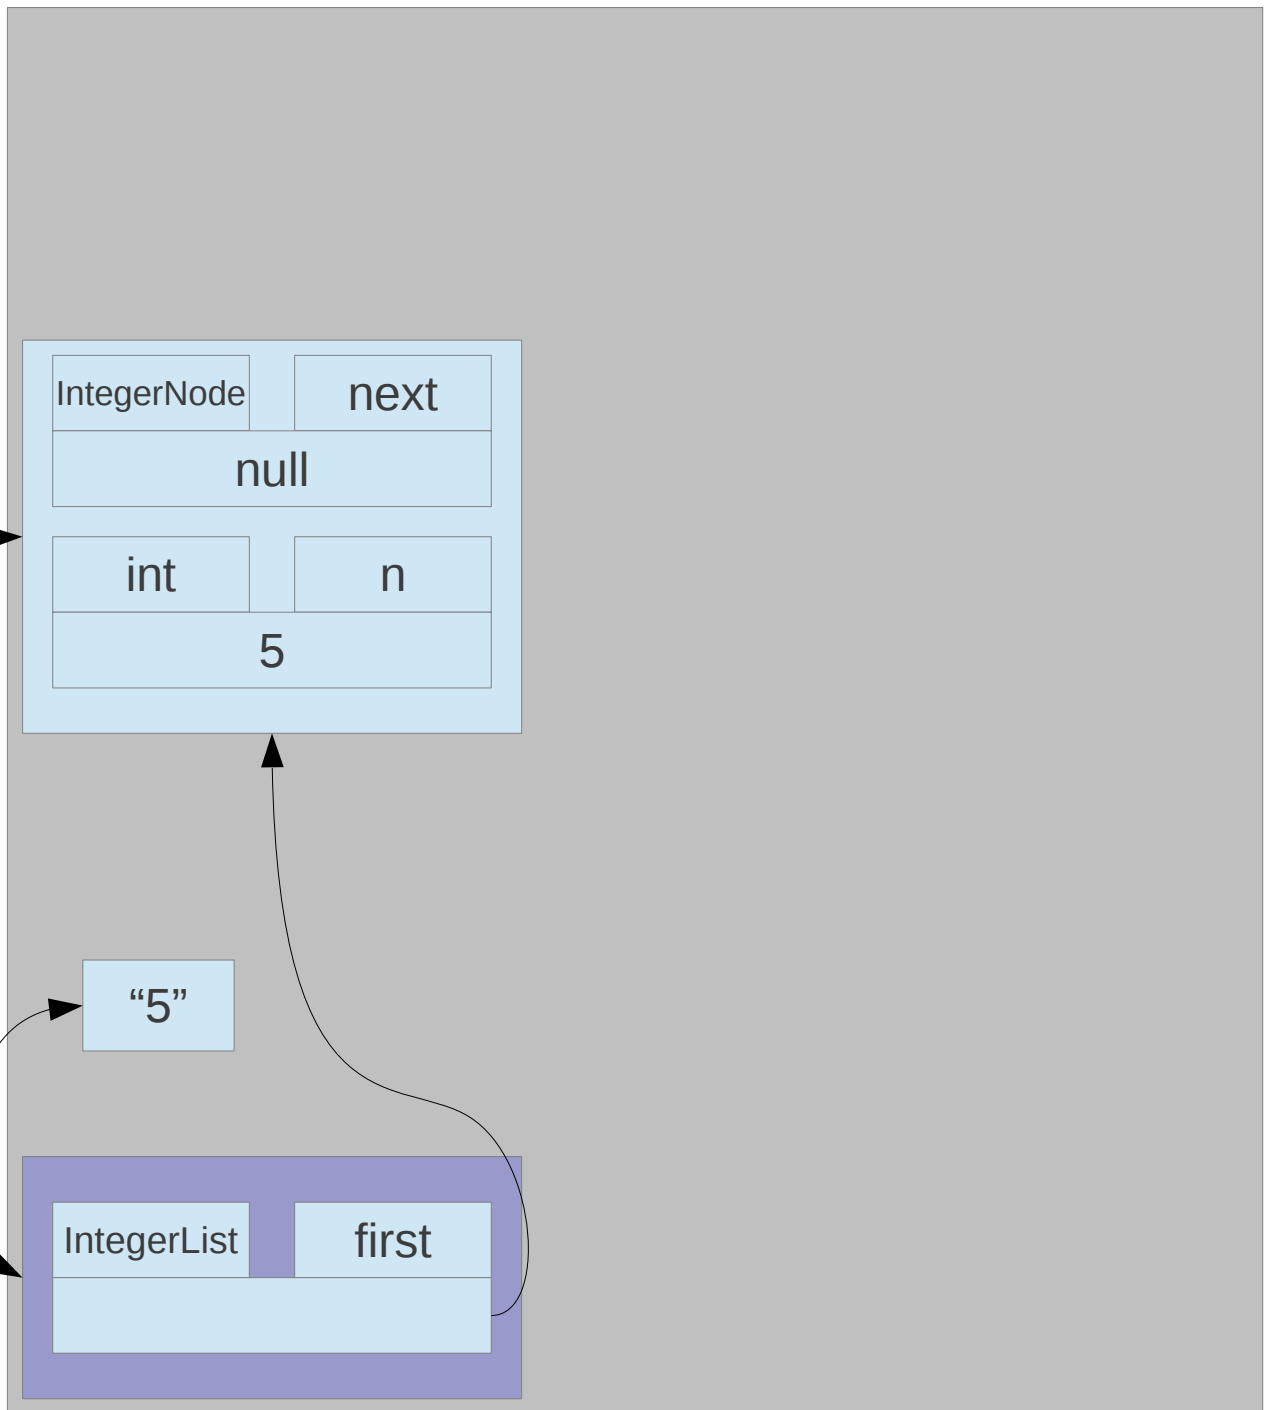 IntegerNode next
null
int n
5
“5”
IntegerList first